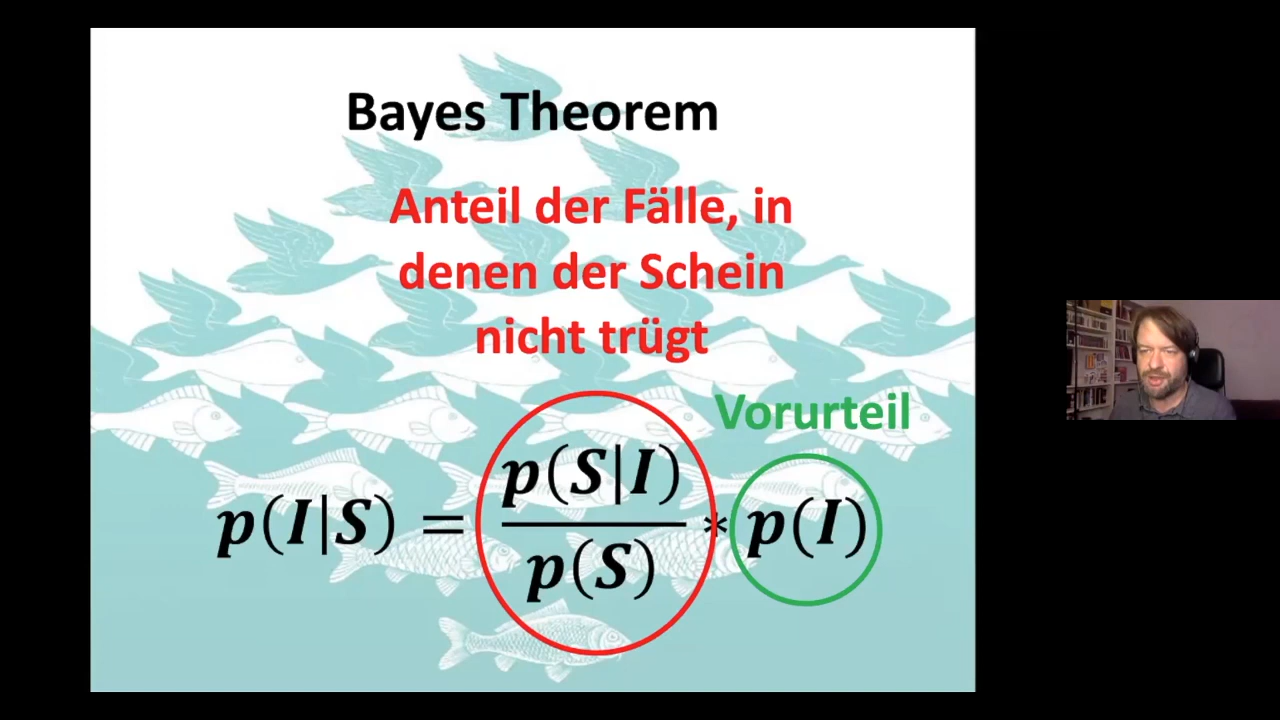 Bayes Theorem
Anteil der Fälle, in
denen der Schein
nicht trügt
Vorurteil
p(I|S) = p(S|I) / p(S) * p(I)